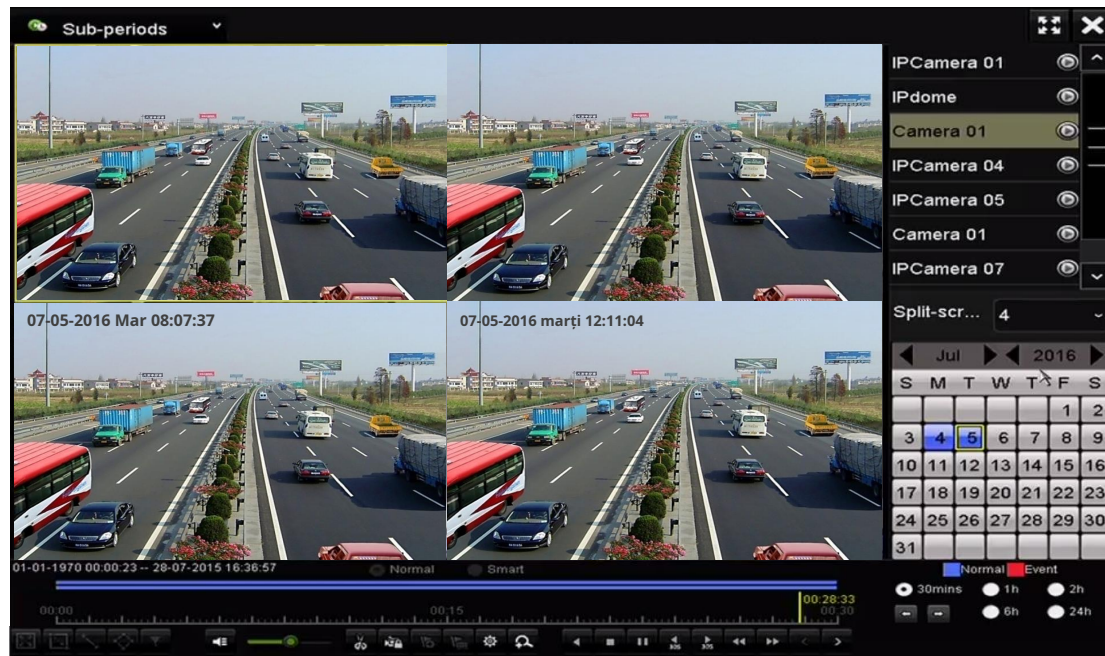 Sub-periods
IPCamera 01
IPdome
Camera 01
IPCamera 04
IPCamera 05
Camera 01
IPCamera 07
Split-scr... 4
07-05-2016 Mar 08:07:37
07-05-2016 marți 12:11:04
Jul 2016
S M T W T F S
1 2
3 4 5 6 7 8 9
10 11 12 13 14 15 16
17 18 19 20 21 22 23
24 25 26 27 28 29 30
31
01-01-1970 00:00:23 -- 28-07-2015 16:36:57
Normal Smart
Normal Event
30mins 1h 2h
6h 24h
00:28:33
00:00 00:15 00:30
30S 30S